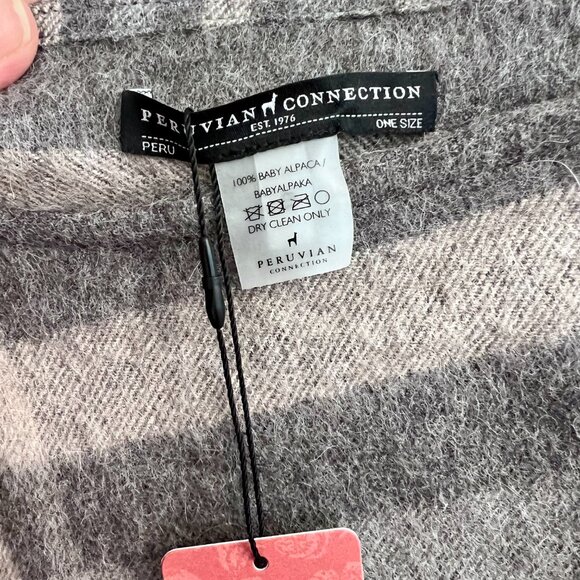 PERUVIAN CONNECTION
EST. 1976
PERU
ONE SIZE
100% BABY ALPACA/
BABYALPAKA
DRY CLEAN ONLY
PERUVIAN
CONNECTION